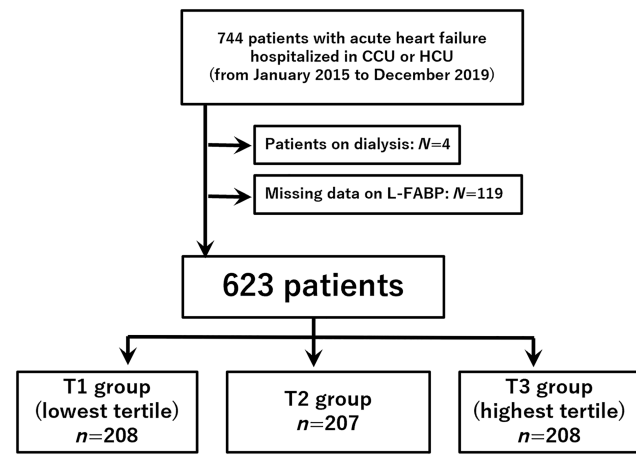 744 patients with acute heart failure
hospitalized in CCU or HCU
(from January 2015 to December 2019)
Patients on dialysis: N=4
Missing data on L-FABP: N=119
623 patients
T1 group
(lowest tertile)
n=208
T2 group
n=207
T3 group
(highest tertile)
n=208